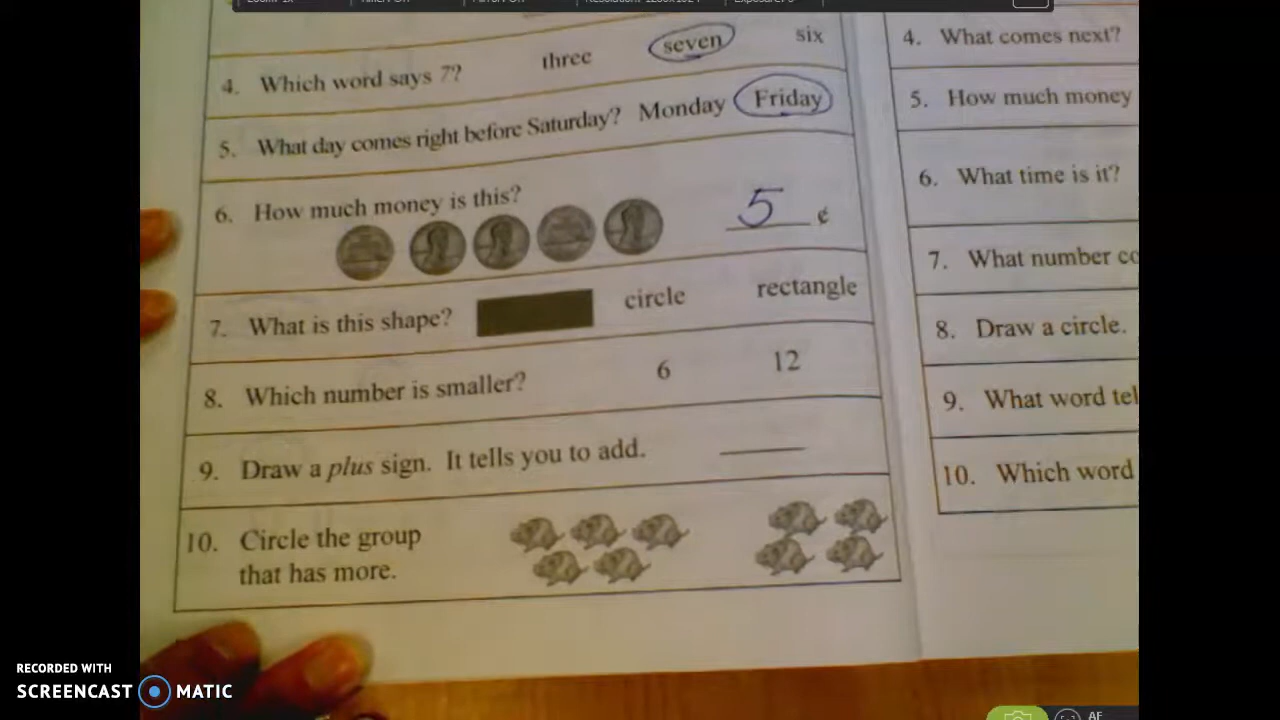 4. Which word says 7? three seven six
5. What day comes right before Saturday? Monday Friday
6. How much money is this? 5 ¢
7. What is this shape? circle rectangle
8. Which number is smaller? 6 12
9. Draw a plus sign. It tells you to add.
10. Circle the group
that has more.
4. What comes next?
5. How much money
6. What time is it?
7. What number co
8. Draw a circle.
9. What word tel
10. Which word
RECORDED WITH
SCREENCAST MATIC
AF